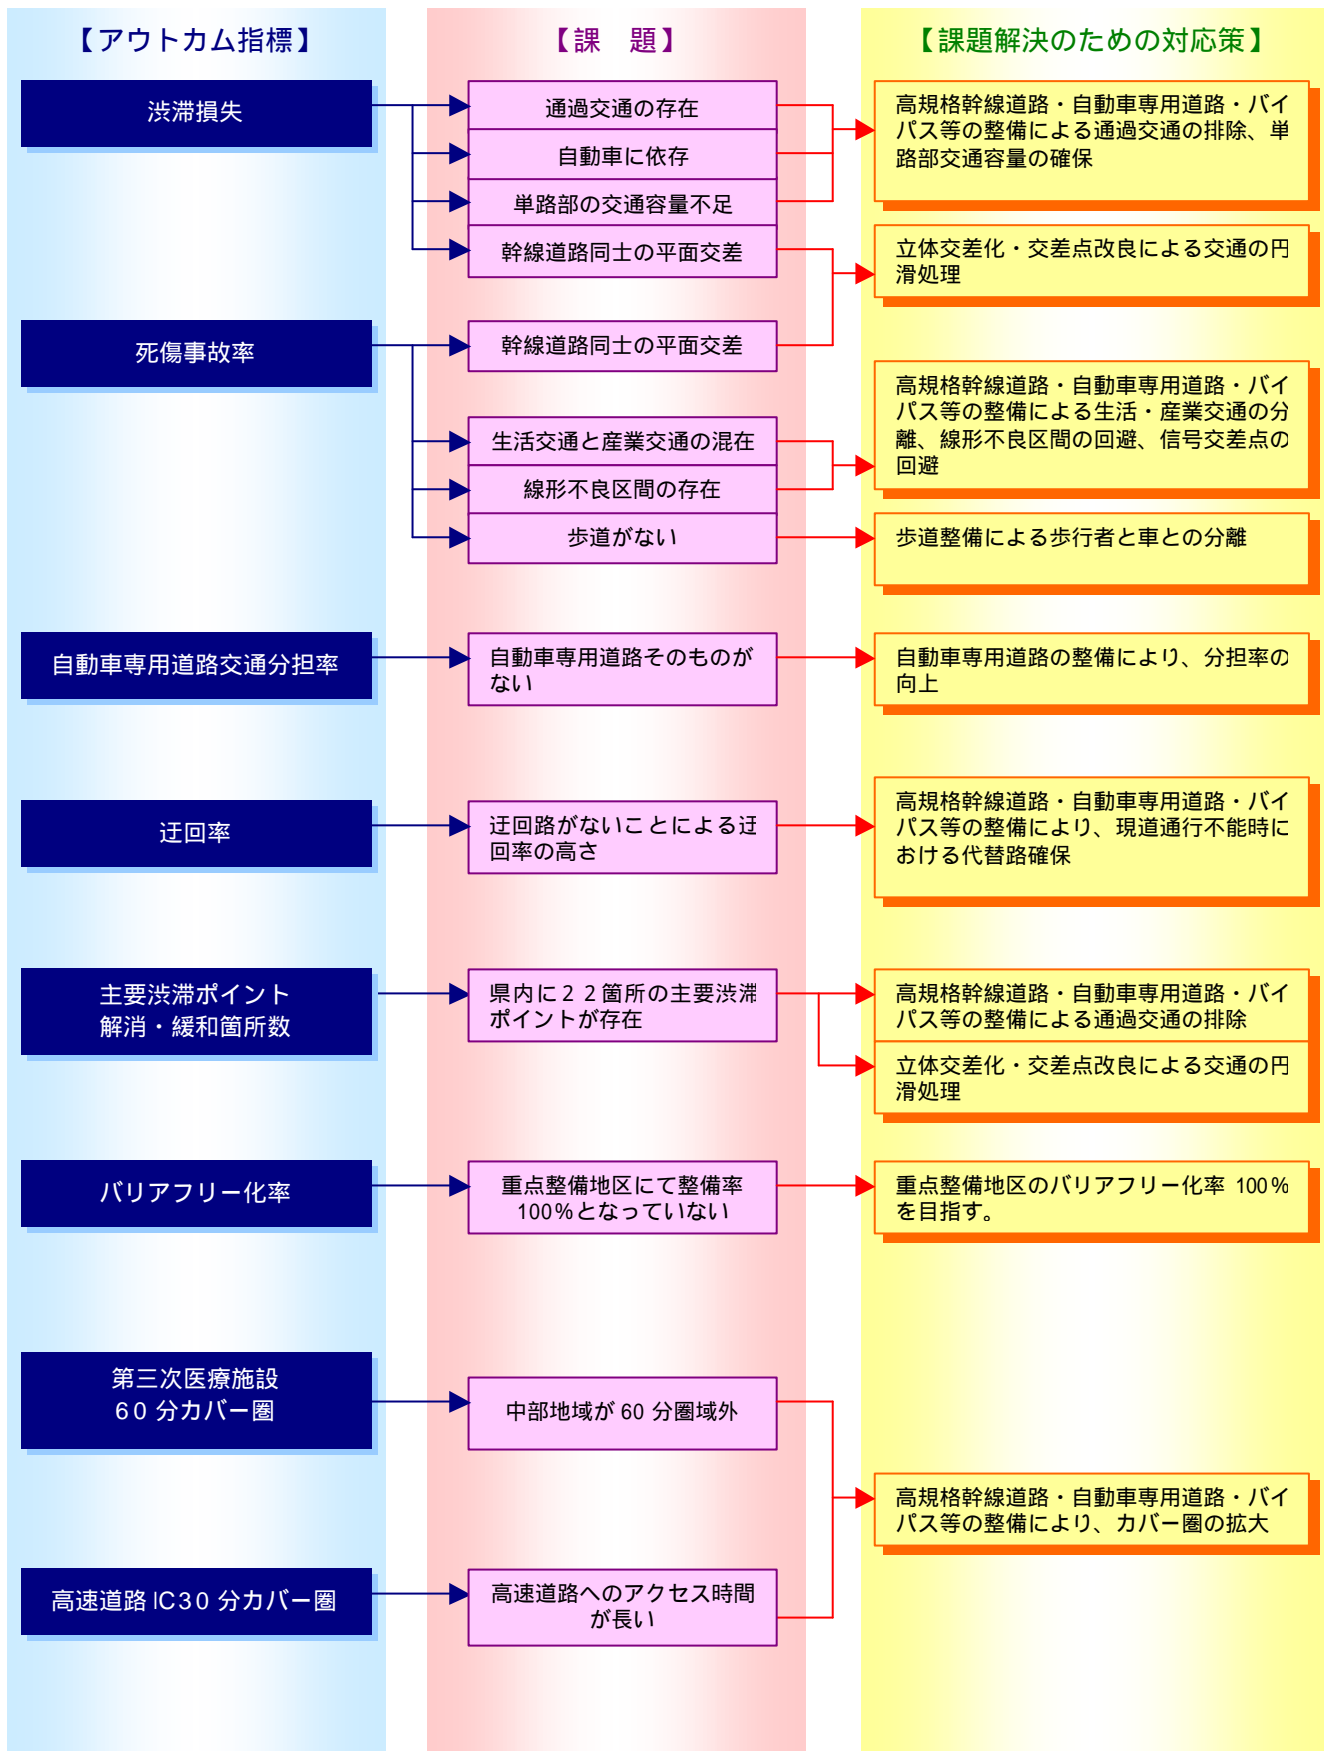 【アウトカム指標】
渋滞損失
死傷事故率
自動車専用道路交通分担率
迂回率
主要渋滞ポイント
解消・緩和箇所数
バリアフリー化率
第三次医療施設
60分カバー圏
高速道路IC30分カバー圏
【課　題】
通過交通の存在
自動車に依存
単路部の交通容量不足
幹線道路同士の平面交差
幹線道路同士の平面交差
生活交通と産業交通の混在
線形不良区間の存在
歩道がない
自動車専用道路そのものが
ない
迂回路がないことによる迂
回率の高さ
県内に２２箇所の主要渋滞
ポイントが存在
重点整備地区にて整備率
100%となっていない
中部地域が60分圏域外
高速道路へのアクセス時間
が長い
【課題解決のための対応策】
高規格幹線道路・自動車専用道路・バイ
パス等の整備による通過交通の排除、単
路部交通容量の確保
立体交差化・交差点改良による交通の円
滑処理
高規格幹線道路・自動車専用道路・バイ
パス等の整備による生活・産業交通の分
離、線形不良区間の回避、信号交差点の
回避
歩道整備による歩行者と車との分離
自動車専用道路の整備により、分担率の
向上
高規格幹線道路・自動車専用道路・バイ
パス等の整備により、現道通行不能時に
おける代替路確保
高規格幹線道路・自動車専用道路・バイ
パス等の整備による通過交通の排除
立体交差化・交差点改良による交通の円
滑処理
重点整備地区のバリアフリー化率 100%
を目指す。
高規格幹線道路・自動車専用道路・バイ
パス等の整備により、カバー圏の拡大